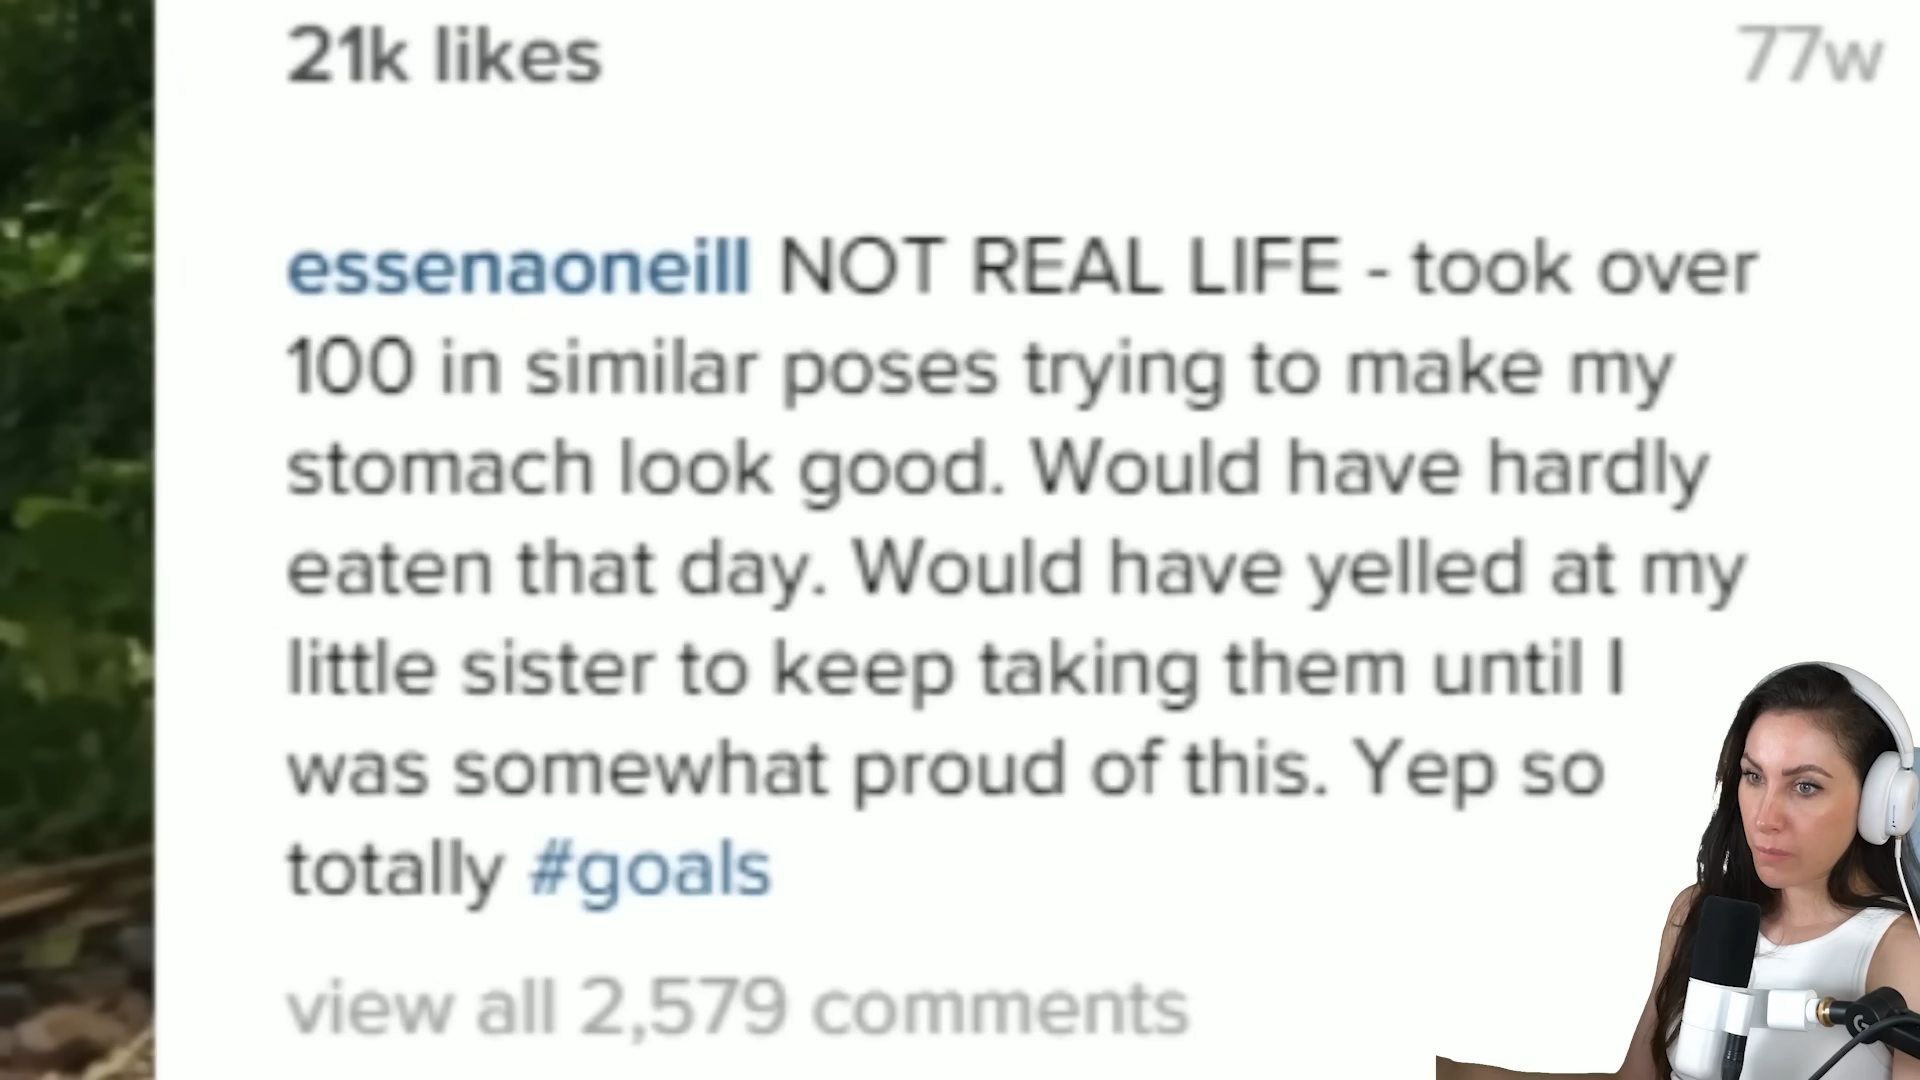 21k likes 77w
essenaoneill NOT REAL LIFE - took over
100 in similar poses trying to make my
stomach look good. Would have hardly
eaten that day. Would have yelled at my
little sister to keep taking them until I
was somewhat proud of this. Yep so
totally #goals
view all 2,579 comments